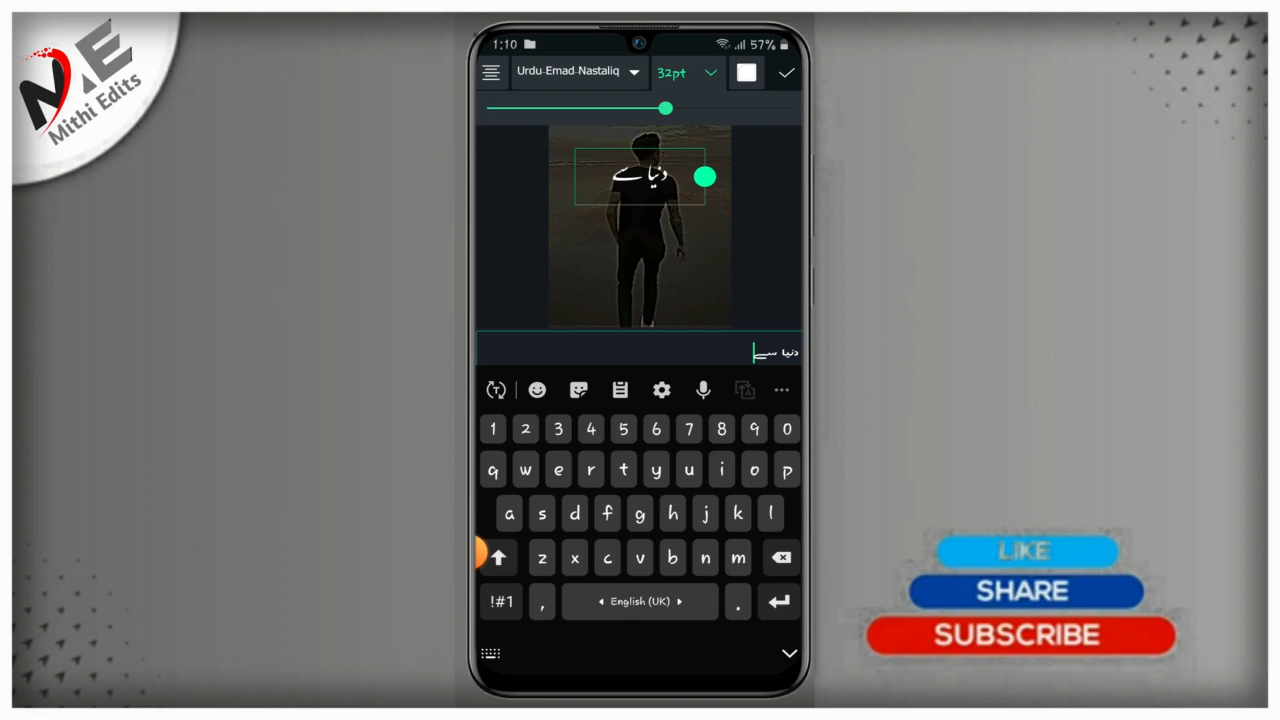 ME
Mithi Edits
1:10
57%
Urdu-Emad-Nastaliq
32pt
دنیا سے
دنیا سے
1 2 3 4 5 6 7 8 9 0
q w e r t y u i o p
a s d f g h j k l
z x c v b n m
!#1 , English (UK) .
LIKE
SHARE
SUBSCRIBE